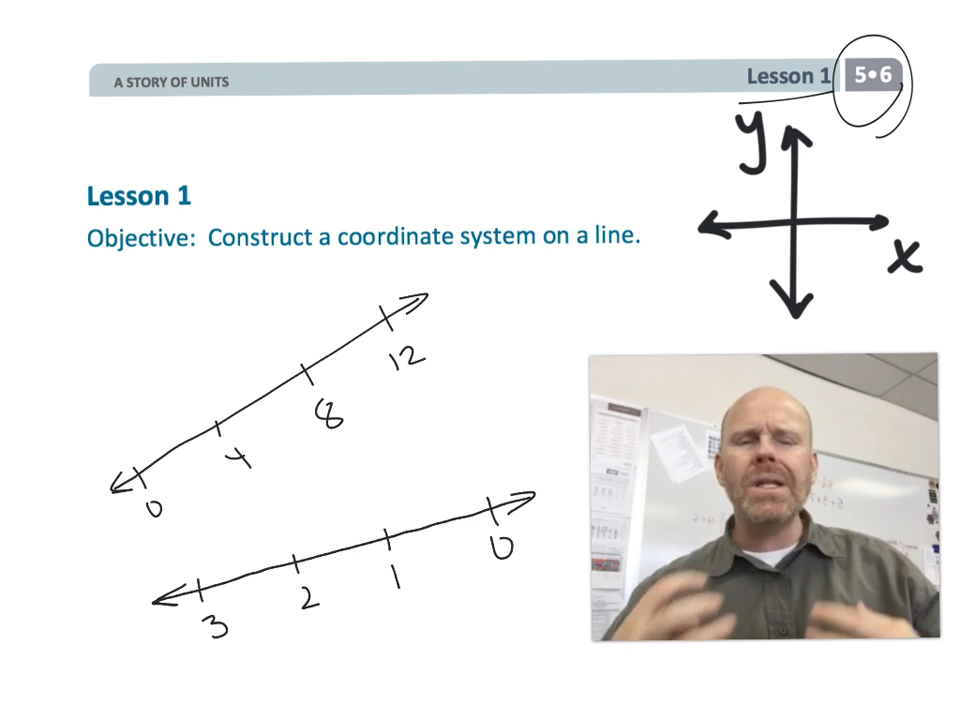 A STORY OF UNITS
Lesson 1 5•6
y
x
Lesson 1
Objective: Construct a coordinate system on a line.
0 4 8 12
3 2 1 0